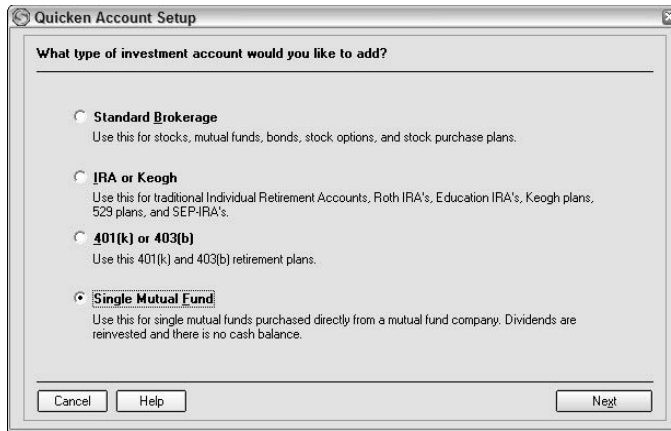 Quicken Account Setup
What type of investment account would you like to add?
Standard Brokerage
Use this for stocks, mutual funds, bonds, stock options, and stock purchase plans.
IRA or Keogh
Use this for traditional Individual Retirement Accounts, Roth IRA's, Education IRA's, Keogh plans,
529 plans, and SEP-IRA's.
401(k) or 403(b)
Use this 401(k) and 403(b) retirement plans.
Single Mutual Fund
Use this for single mutual funds purchased directly from a mutual fund company. Dividends are
reinvested and there is no cash balance.
Cancel Help Next